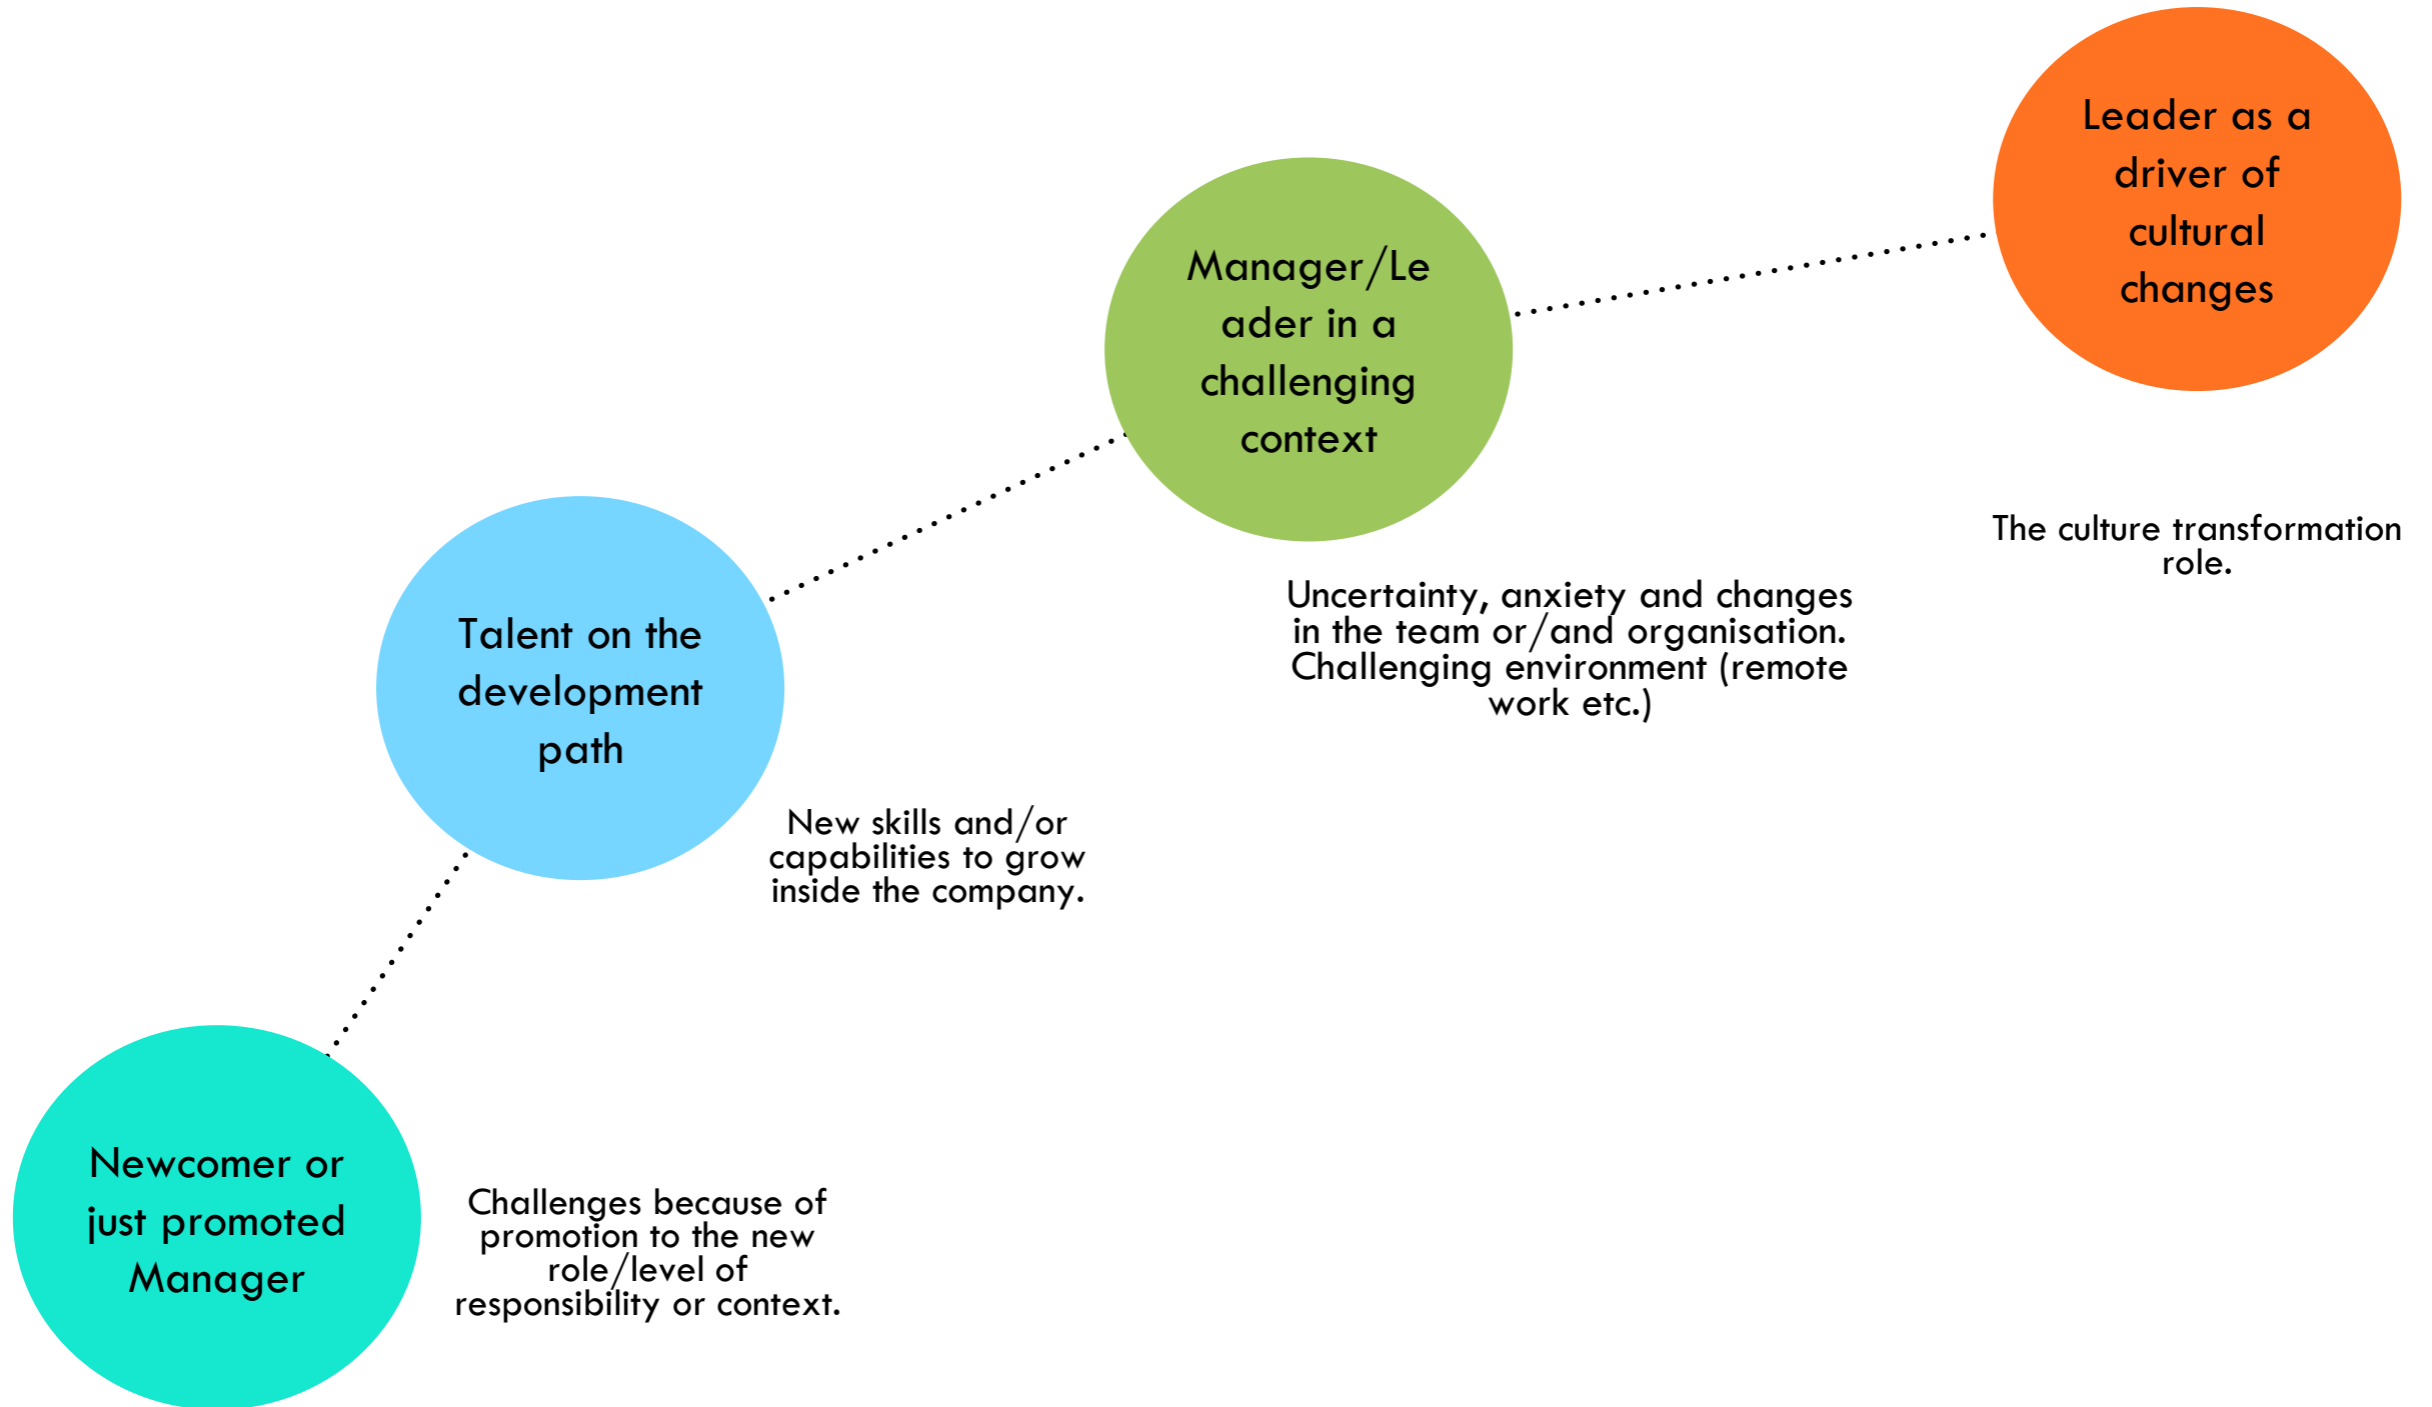 Leader as a
driver of
cultural
changes
Manager/Le
ader in a
challenging
context
The culture transformation
role.
Uncertainty, anxiety and changes
in the team or/and organisation.
Challenging environment (remote
work etc.)
Talent on the
development
path
New skills and/or
capabilities to grow
inside the company.
Newcomer or
just promoted
Manager
Challenges because of
promotion to the new
role/level of
responsibility or context.